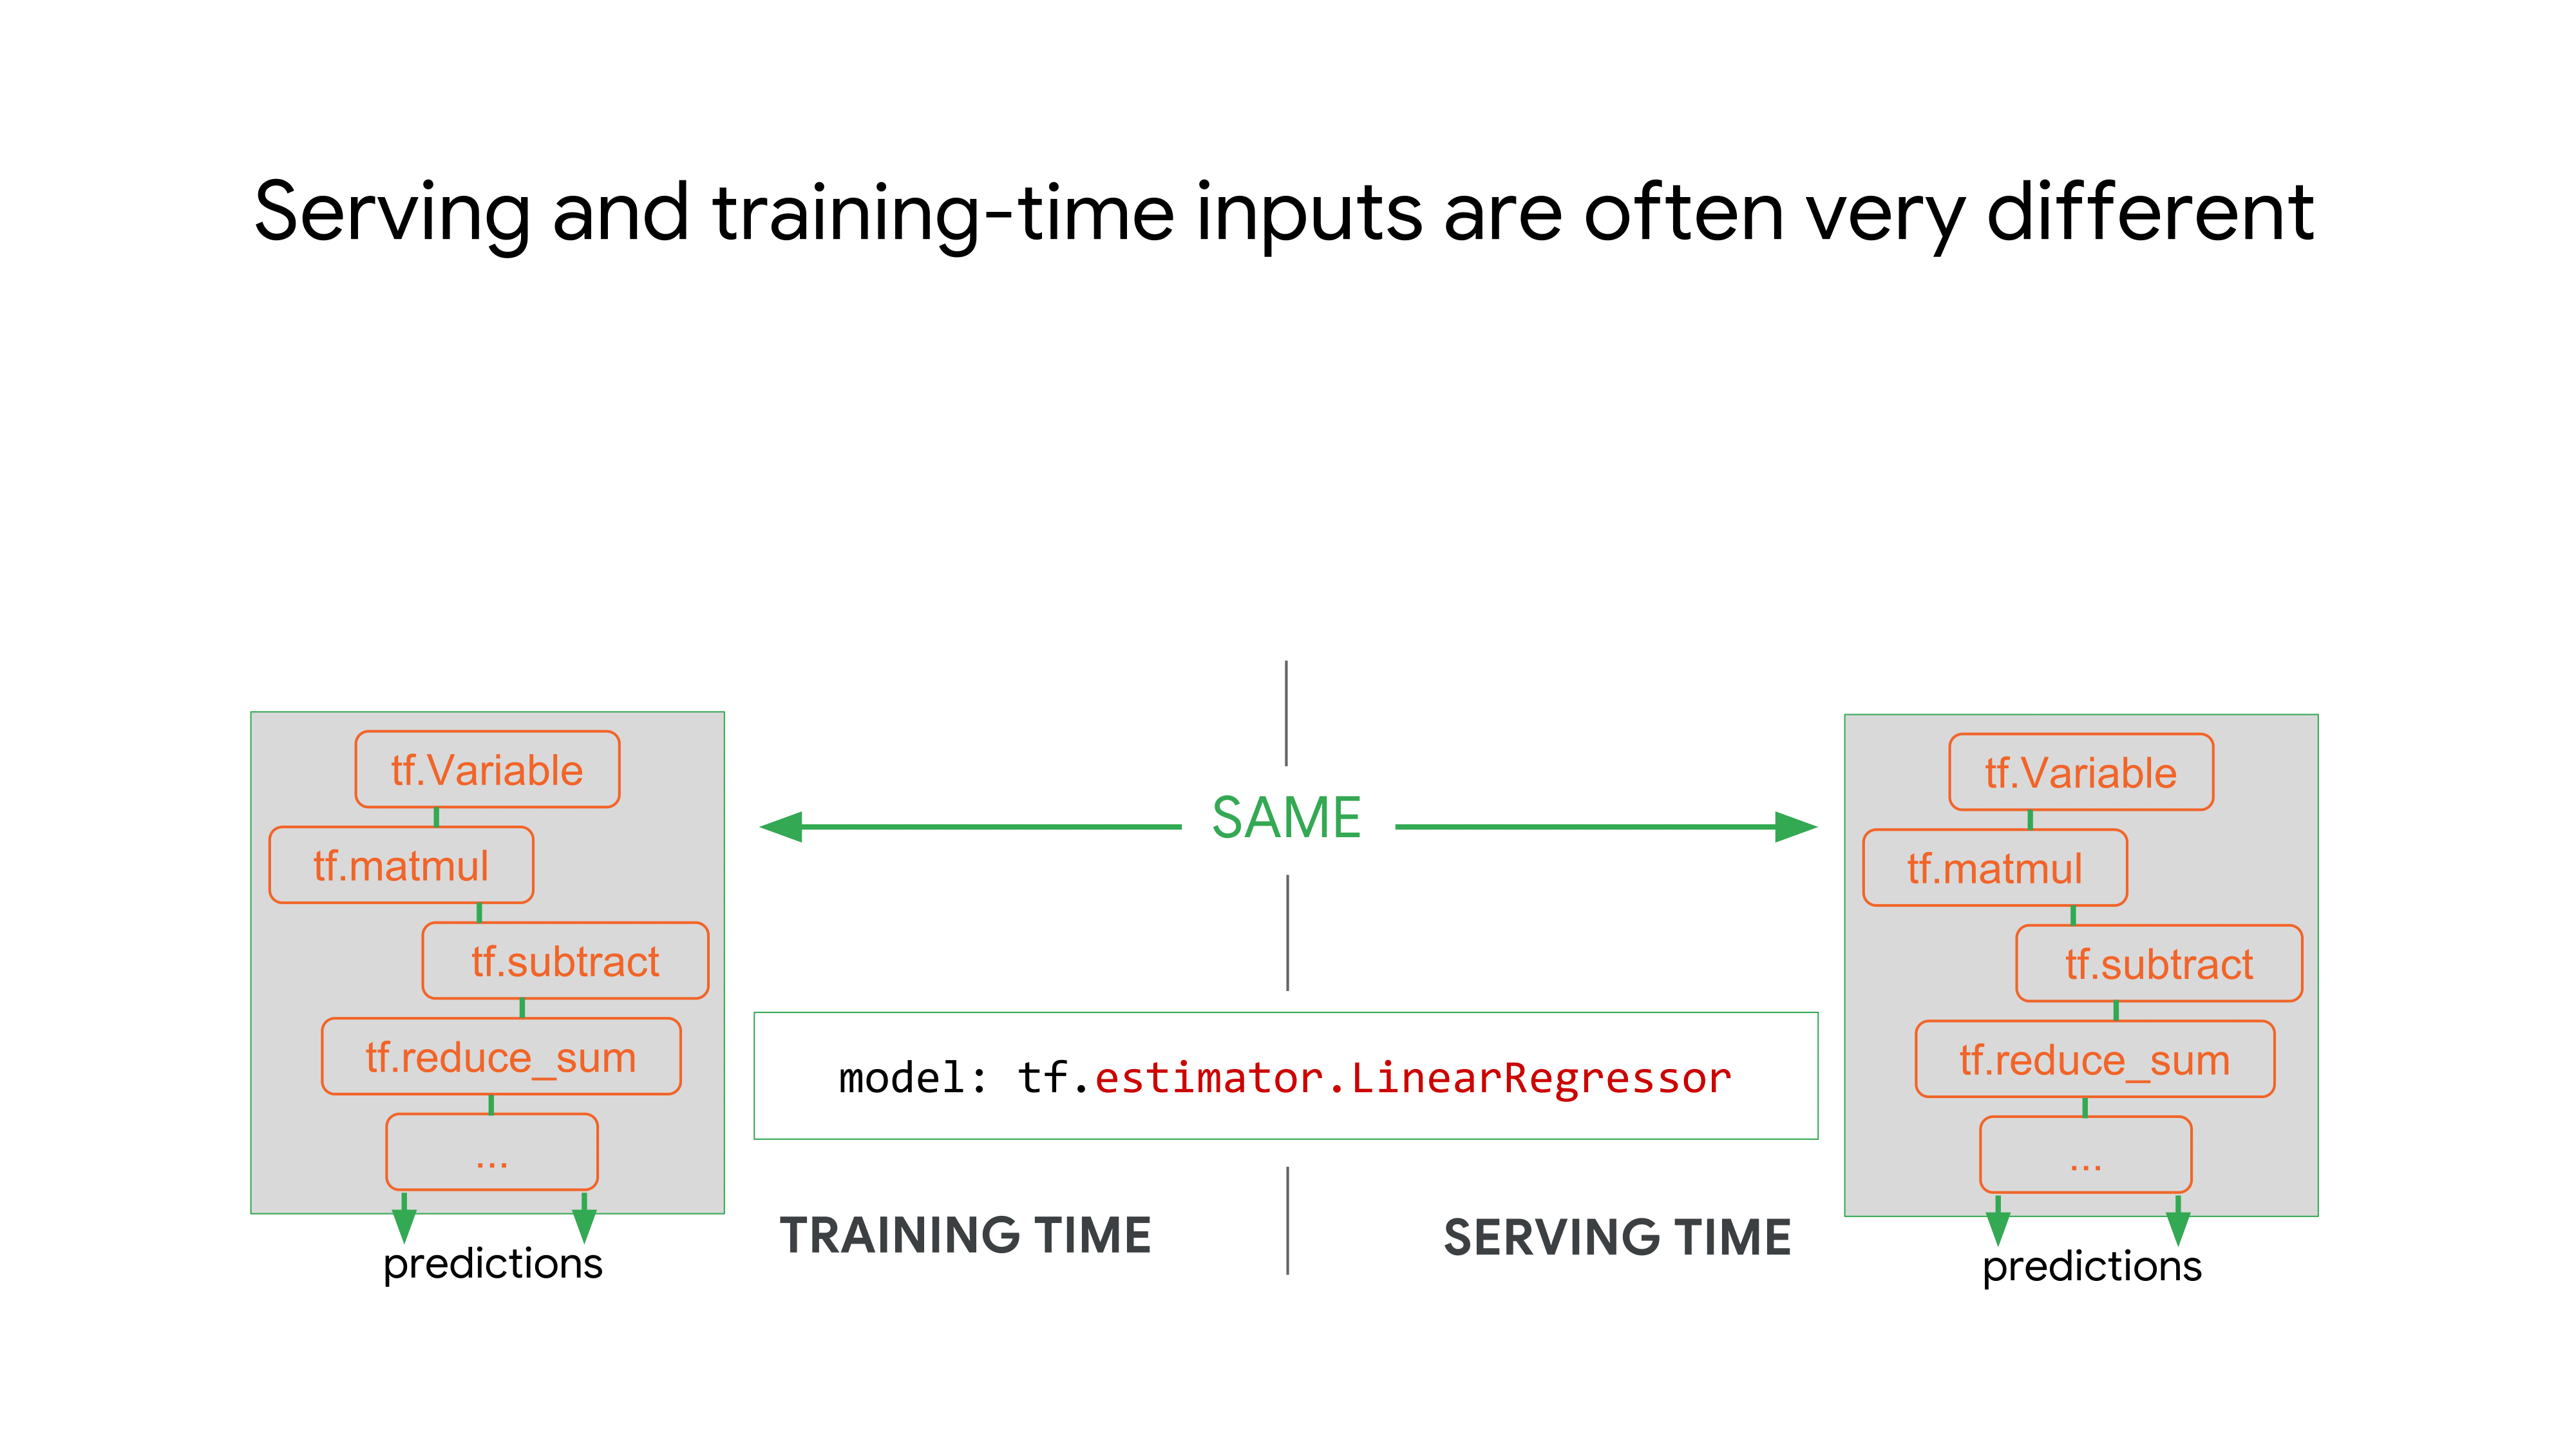 Serving and training-time inputs are often very different
tf.Variable
tf.matmul
tf.subtract
tf.reduce_sum
...
predictions
SAME
model: tf.estimator.LinearRegressor
TRAINING TIME
SERVING TIME
tf.Variable
tf.matmul
tf.subtract
tf.reduce_sum
...
predictions